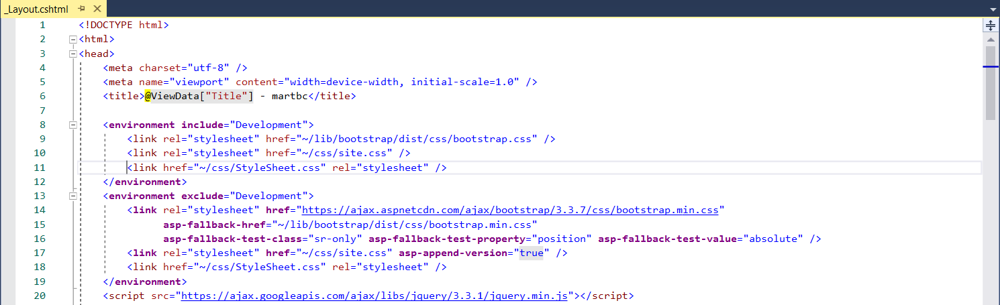 _Layout.cshtml
1 <!DOCTYPE html>
2 <html>
3 <head>
4 <meta charset="utf-8" />
5 <meta name="viewport" content="width=device-width, initial-scale=1.0" />
6 <title>@ViewData["Title"] - martbc</title>
7
8 <environment include="Development">
9 <link rel="stylesheet" href="~/lib/bootstrap/dist/css/bootstrap.css" />
10 <link rel="stylesheet" href="~/css/site.css" />
11 <link href="~/css/StyleSheet.css" rel="stylesheet" />
12 </environment>
13 <environment exclude="Development">
14 <link rel="stylesheet" href="https://ajax.aspnetcdn.com/ajax/bootstrap/3.3.7/css/bootstrap.min.css"
15 asp-fallback-href="~/lib/bootstrap/dist/css/bootstrap.min.css"
16 asp-fallback-test-class="sr-only" asp-fallback-test-property="position" asp-fallback-test-value="absolute" />
17 <link rel="stylesheet" href="~/css/site.css" asp-append-version="true" />
18 <link href="~/css/StyleSheet.css" rel="stylesheet" />
19 </environment>
20 <script src="https://ajax.googleapis.com/ajax/libs/jquery/3.3.1/jquery.min.js"></script>